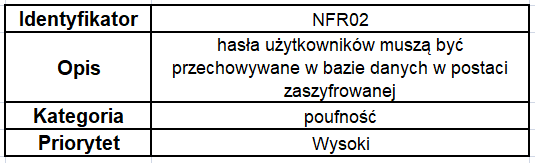 Identyfikator NFR02
Opis hasła użytkowników muszą być
przechowywane w bazie danych w postaci
zaszyfrowanej
Kategoria poufność
Priorytet Wysoki